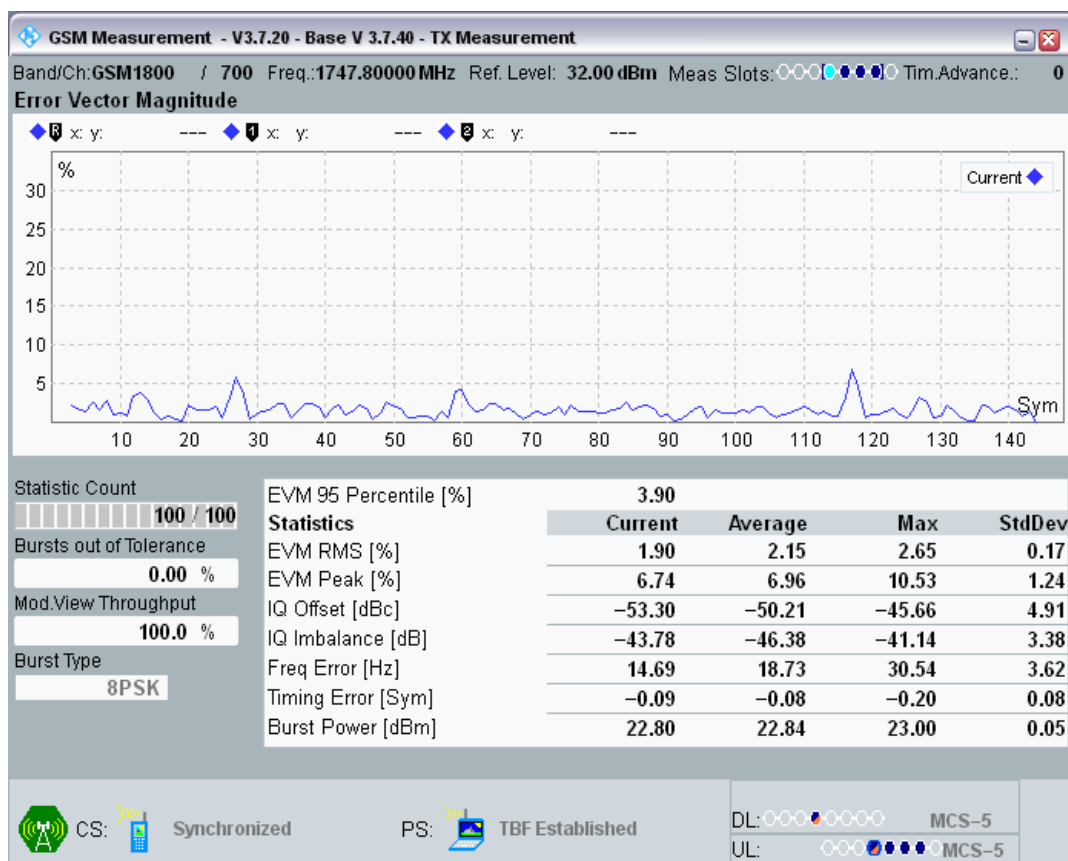 GSM Measurement - V3.7.20 - Base V 3.7.40 - TX Measurement
Band/Ch:GSM1800 / 700 Freq.:1747.80000 MHz Ref. Level: 32.00 dBm Meas Slots: Tim.Advance.: 0
Error Vector Magnitude
R x: y: --- 1 x: y: --- 2 x: y: ---
%
Current
30
25
20
15
10
5
Sym
10 20 30 40 50 60 70 80 90 100 110 120 130 140
Statistic Count
100 / 100
Bursts out of Tolerance
0.00 %
Mod.View Throughput
100.0 %
Burst Type
8PSK
EVM 95 Percentile [%] 3.90
Statistics Current Average Max StdDev
EVM RMS [%] 1.90 2.15 2.65 0.17
EVM Peak [%] 6.74 6.96 10.53 1.24
IQ Offset [dBc] −53.30 −50.21 −45.66 4.91
IQ Imbalance [dB] −43.78 −46.38 −41.14 3.38
Freq Error [Hz] 14.69 18.73 30.54 3.62
Timing Error [Sym] −0.09 −0.08 −0.20 0.08
Burst Power [dBm] 22.80 22.84 23.00 0.05
CS: Synchronized PS: TBF Established
DL: MCS−5
UL: MCS−5